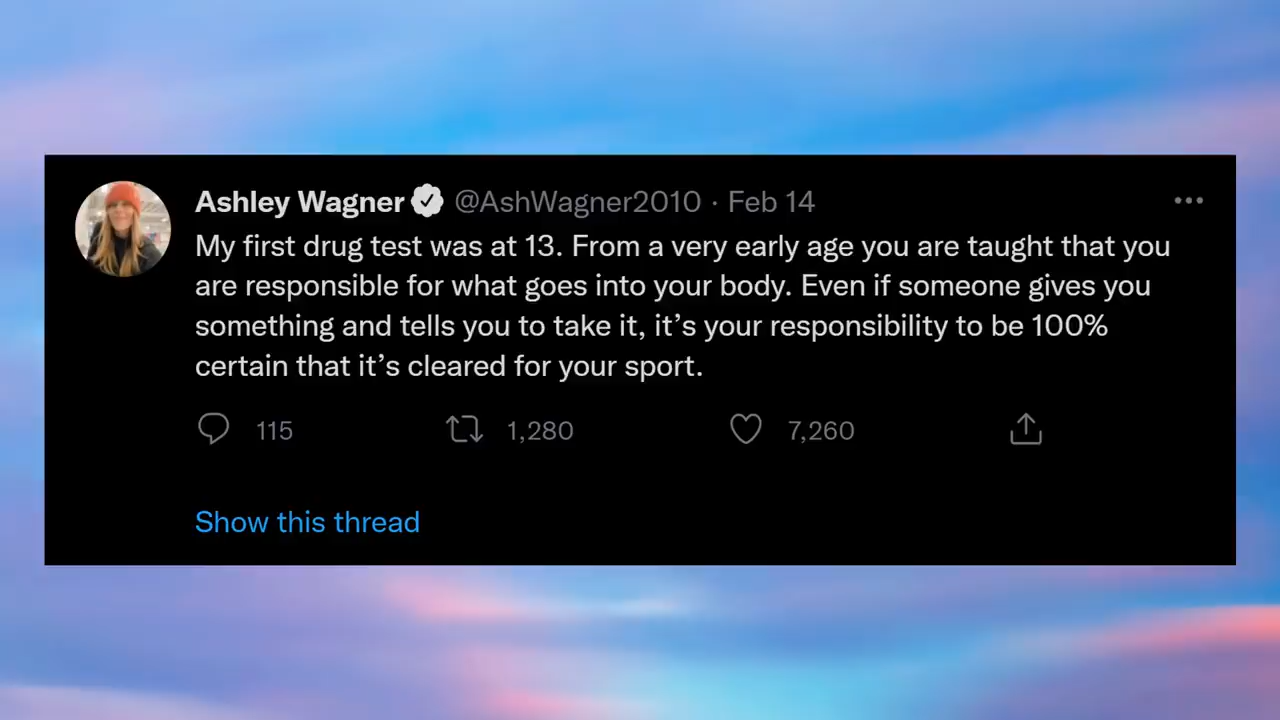 Ashley Wagner @AshWagner2010 · Feb 14
My first drug test was at 13. From a very early age you are taught that you
are responsible for what goes into your body. Even if someone gives you
something and tells you to take it, it’s your responsibility to be 100%
certain that it’s cleared for your sport.
115 1,280 7,260
Show this thread